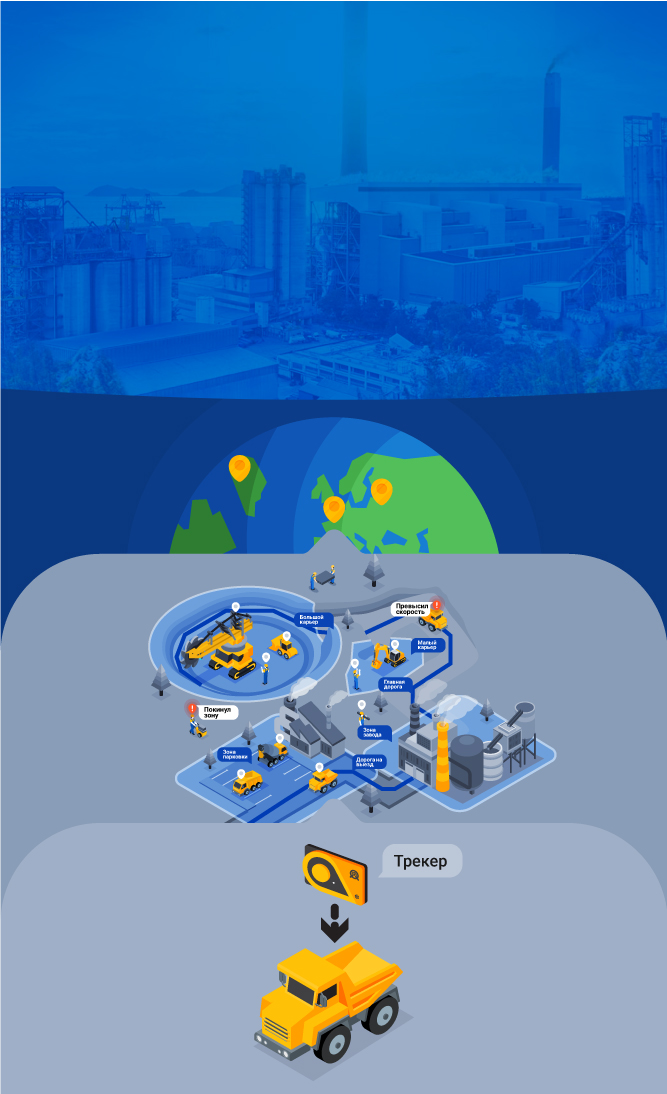 Превысил
скорость
Большой
карьер
Малый
карьер
Главная
дорога
Покинул
зону
Зона
завода
Зона
парковки
Дорога на
выезд
Трекер